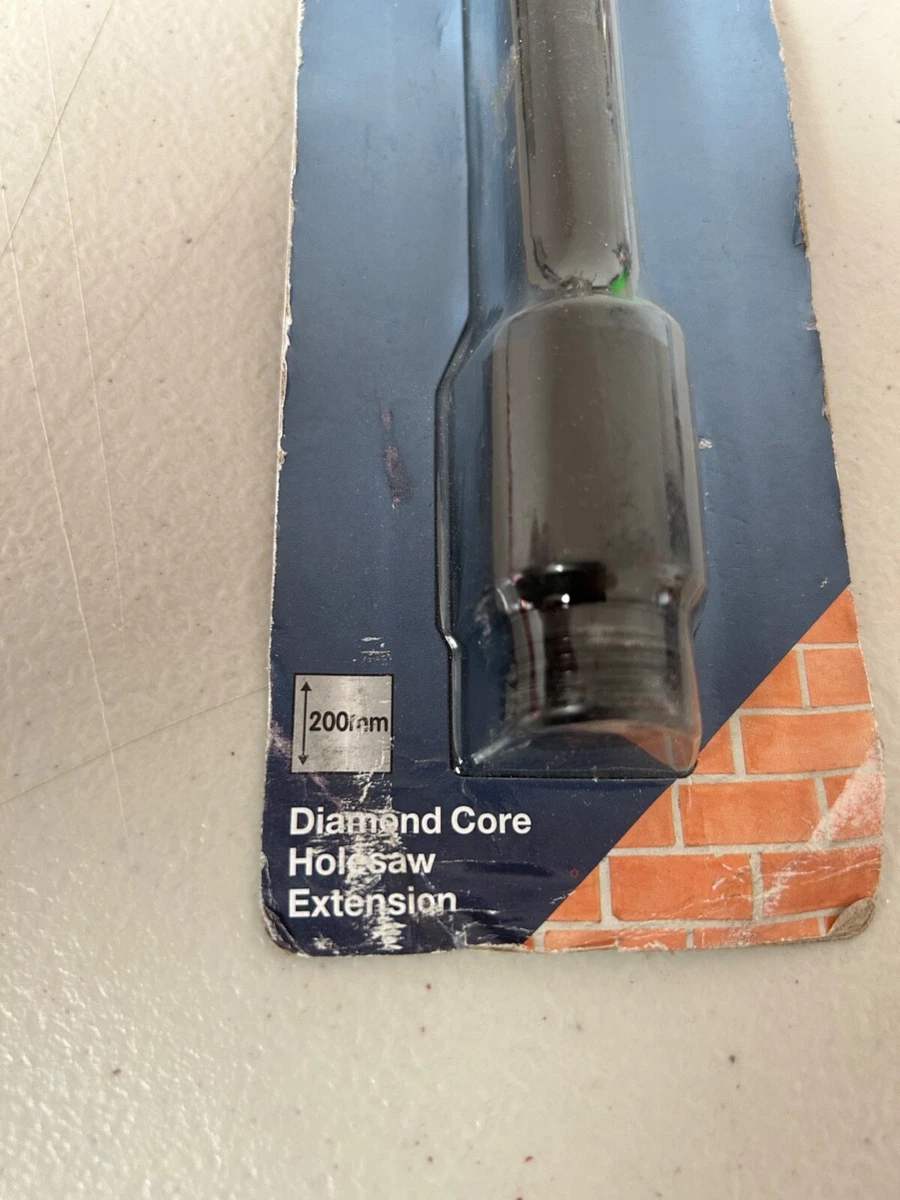 200mm
Diamond Core
Holesaw
Extension